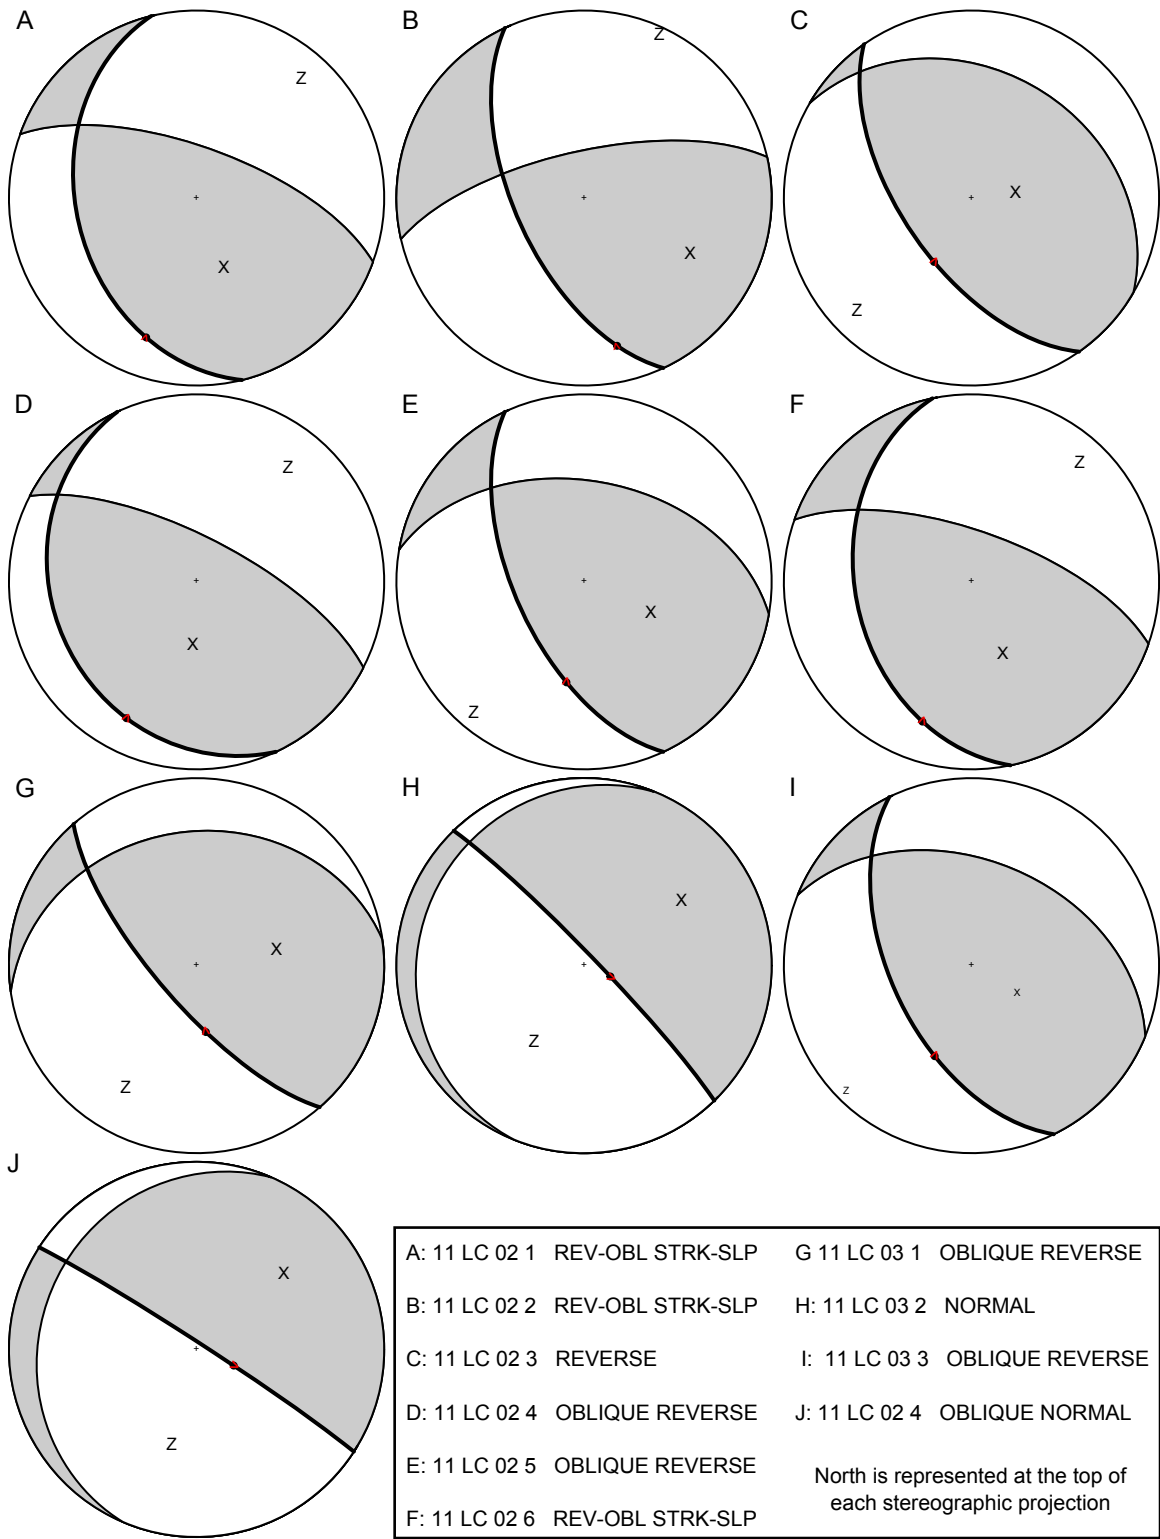 A
B
C
Z
Z
X
X
X
Z
D
E
F
Z
Z
X
X
X
Z
G
H
I
X
X
X
Z
Z
Z
J
X
Z
A: 11 LC 02 1 REV-OBL STRK-SLP
B: 11 LC 02 2 REV-OBL STRK-SLP
C: 11 LC 02 3 REVERSE
D: 11 LC 02 4 OBLIQUE REVERSE
E: 11 LC 02 5 OBLIQUE REVERSE
F: 11 LC 02 6 REV-OBL STRK-SLP
G 11 LC 03 1 OBLIQUE REVERSE
H: 11 LC 03 2 NORMAL
I: 11 LC 03 3 OBLIQUE REVERSE
J: 11 LC 02 4 OBLIQUE NORMAL
North is represented at the top of
each stereographic projection